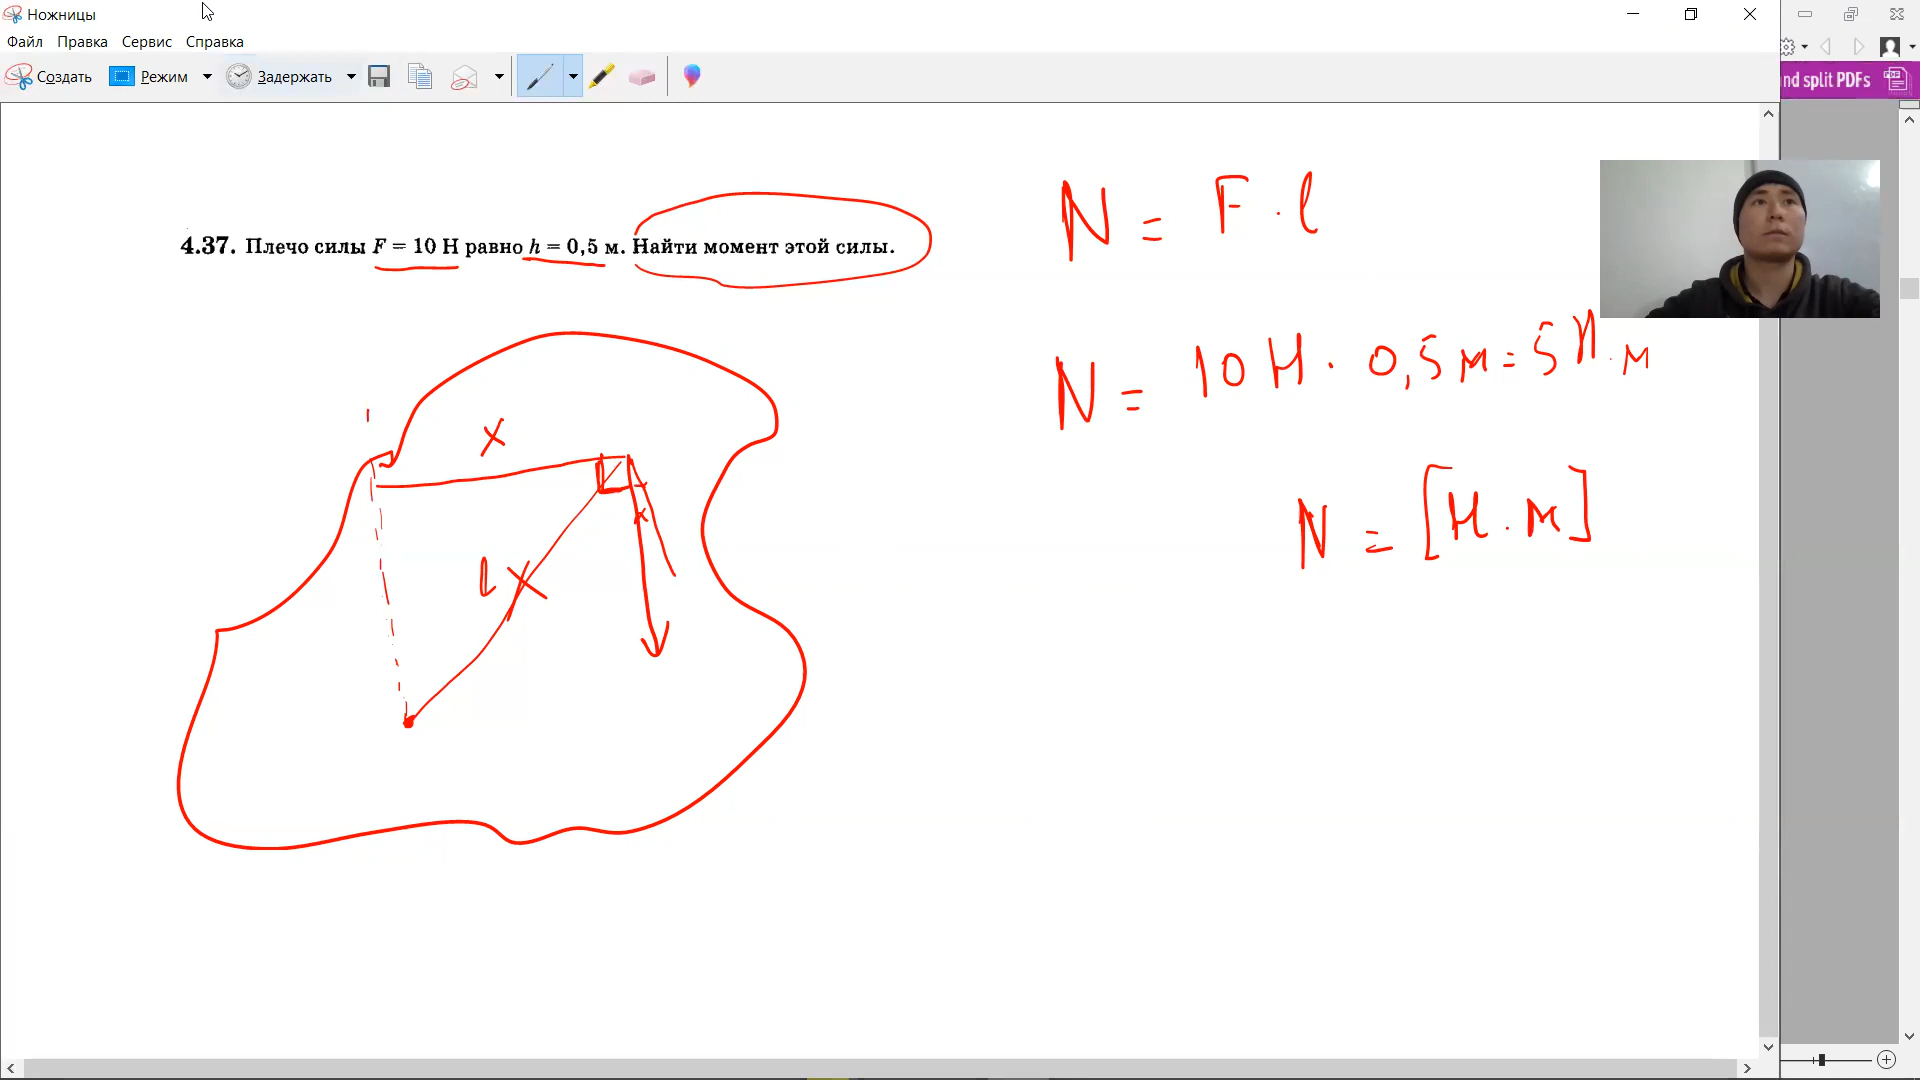 Ножницы
Файл Правка Сервис Справка
Создать Режим Задержать
nd split PDFs
4.37. Плечо силы F = 10 Н равно h = 0,5 м. Найти момент этой силы.
N = F · l
N = 10 Н · 0,5 м = 5 Н · м
N = [Н · м]
x
l
x